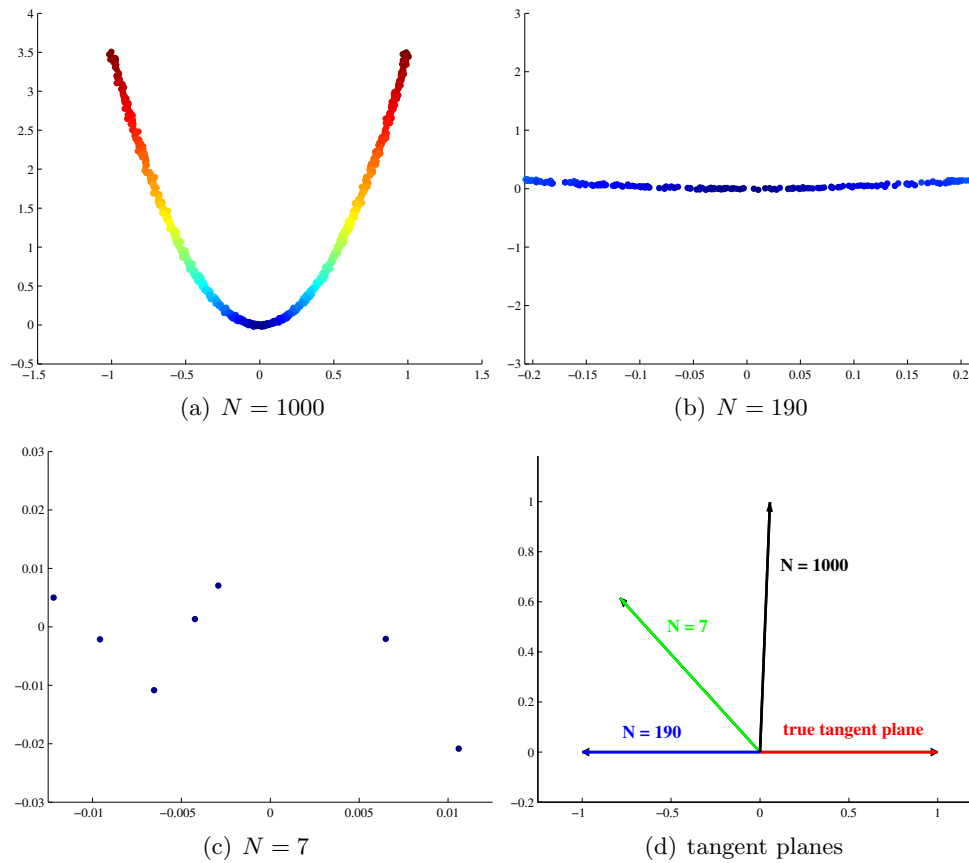 4
3.5
3
2.5
2
1.5
1
0.5
0
−0.5
−1.5 −1 −0.5 0 0.5 1 1.5
(a) N = 1000
3
2
1
0
−1
−2
−3
−0.2 −0.15 −0.1 −0.05 0 0.05 0.1 0.15 0.2
(b) N = 190
0.03
0.02
0.01
0
−0.01
−0.02
−0.03
−0.01 −0.005 0 0.005 0.01
(c) N = 7
1
0.8
0.6
0.4
0.2
0
−0.2
N = 1000
N = 7
N = 190
true tangent plane
−1 −0.5 0 0.5 1
(d) tangent planes